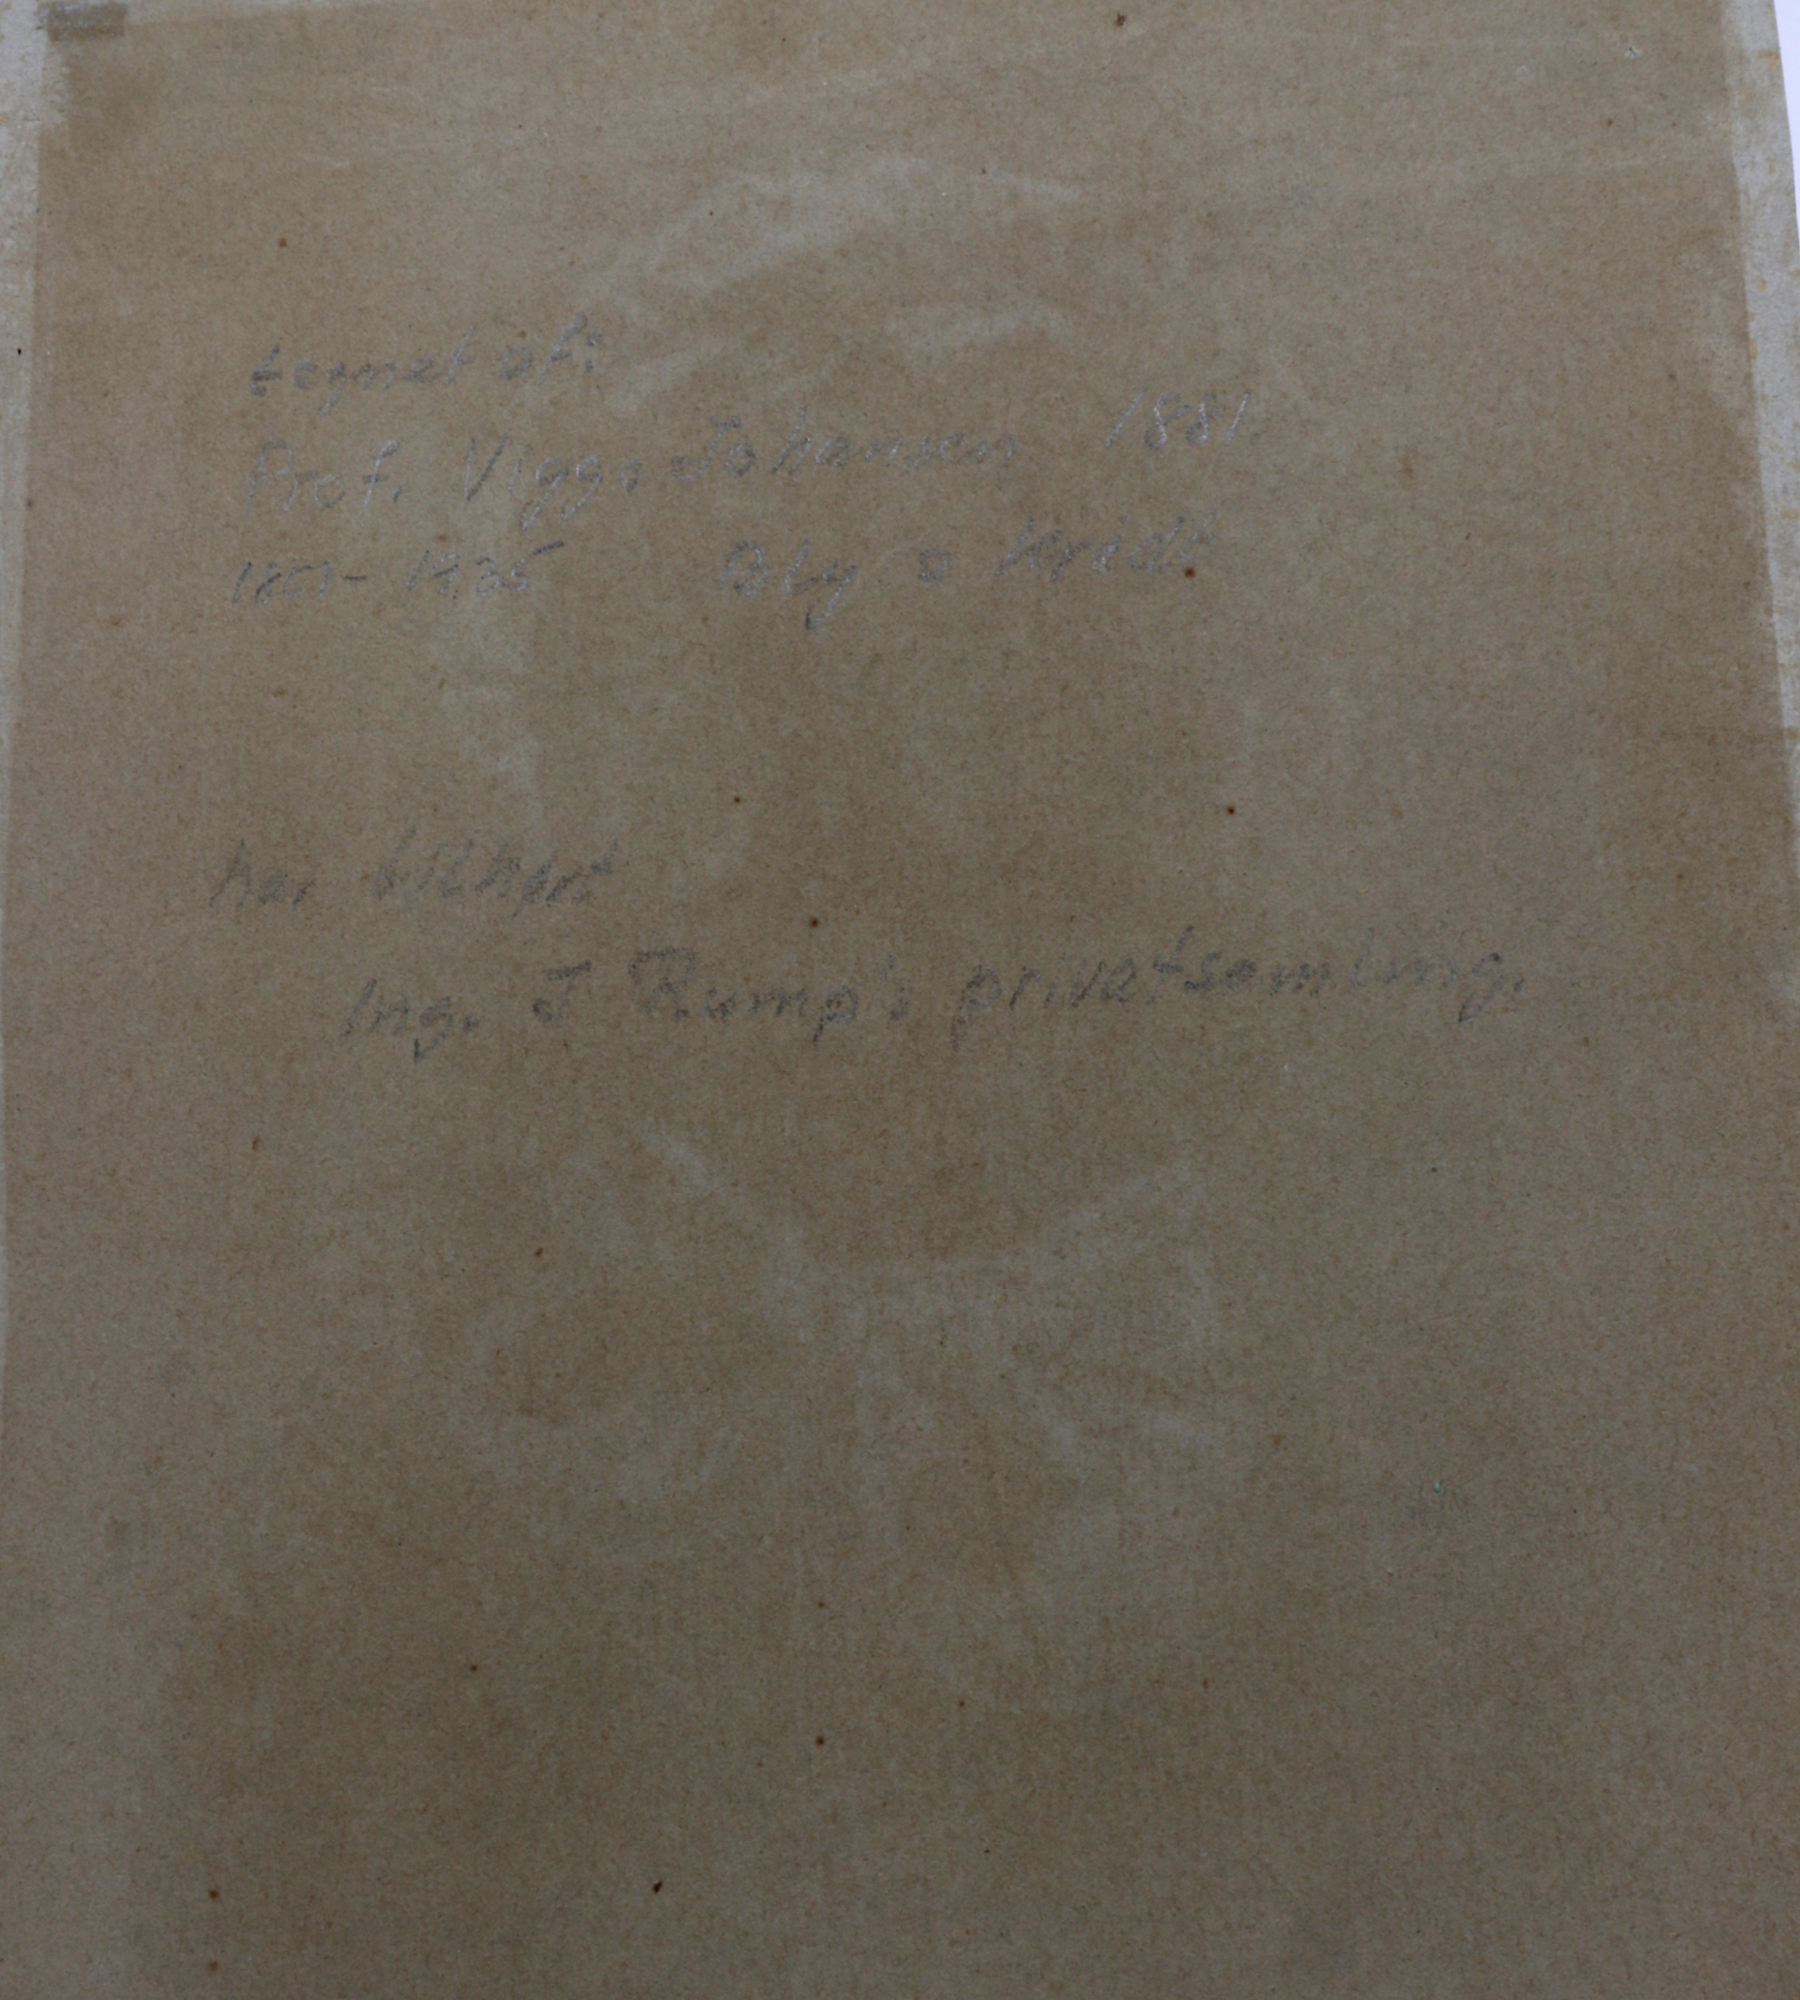 tegnet af:
Prof. Viggo Johansen 1881
1851-1935 Bly o kridt
har tilhørt
Ing. J Rump's privatsamling.